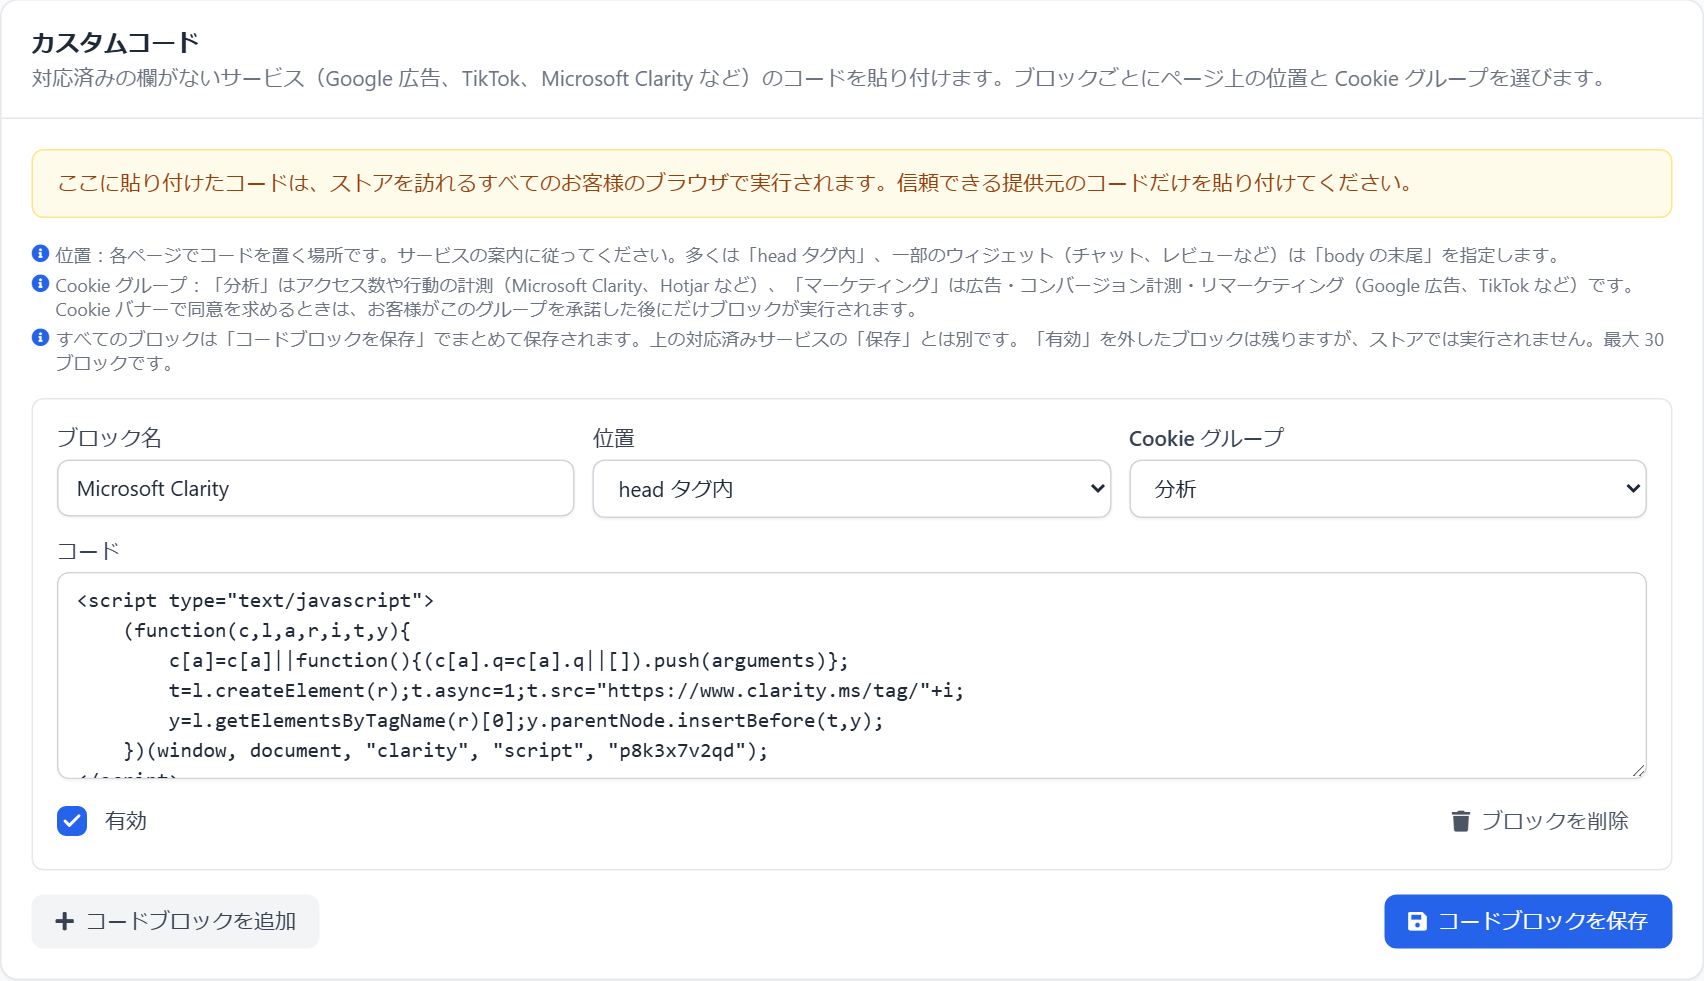 カスタムコード
対応済みの欄がないサービス（Google 広告、TikTok、Microsoft Clarity など）のコードを貼り付けます。ブロックごとにページ上の位置と Cookie グループを選びます。
ここに貼り付けたコードは、ストアを訪れるすべてのお客様のブラウザで実行されます。信頼できる提供元のコードだけを貼り付けてください。
位置：各ページでコードを置く場所です。サービスの案内に従ってください。多くは「head タグ内」、一部のウィジェット（チャット、レビューなど）は「body の末尾」を指定します。
Cookie グループ：「分析」はアクセス数や行動の計測（Microsoft Clarity、Hotjar など）、「マーケティング」は広告・コンバージョン計測・リマーケティング（Google 広告、TikTok など）です。
Cookie バナーで同意を求めるときは、お客様がこのグループを承諾した後にだけブロックが実行されます。
すべてのブロックは「コードブロックを保存」でまとめて保存されます。上の対応済みサービスの「保存」とは別です。「有効」を外したブロックは残りますが、ストアでは実行されません。最大 30
ブロックです。
ブロック名
位置
Cookie グループ
Microsoft Clarity
head タグ内
分析
コード
<script type="text/javascript">
(function(c,l,a,r,i,t,y){
c[a]=c[a]||function(){(c[a].q=c[a].q||[]).push(arguments)};
t=l.createElement(r);t.async=1;t.src="https://www.clarity.ms/tag/"+i;
y=l.getElementsByTagName(r)[0];y.parentNode.insertBefore(t,y);
})(window, document, "clarity", "script", "p8k3x7v2qd");
</script>
有効
ブロックを削除
コードブロックを追加
コードブロックを保存